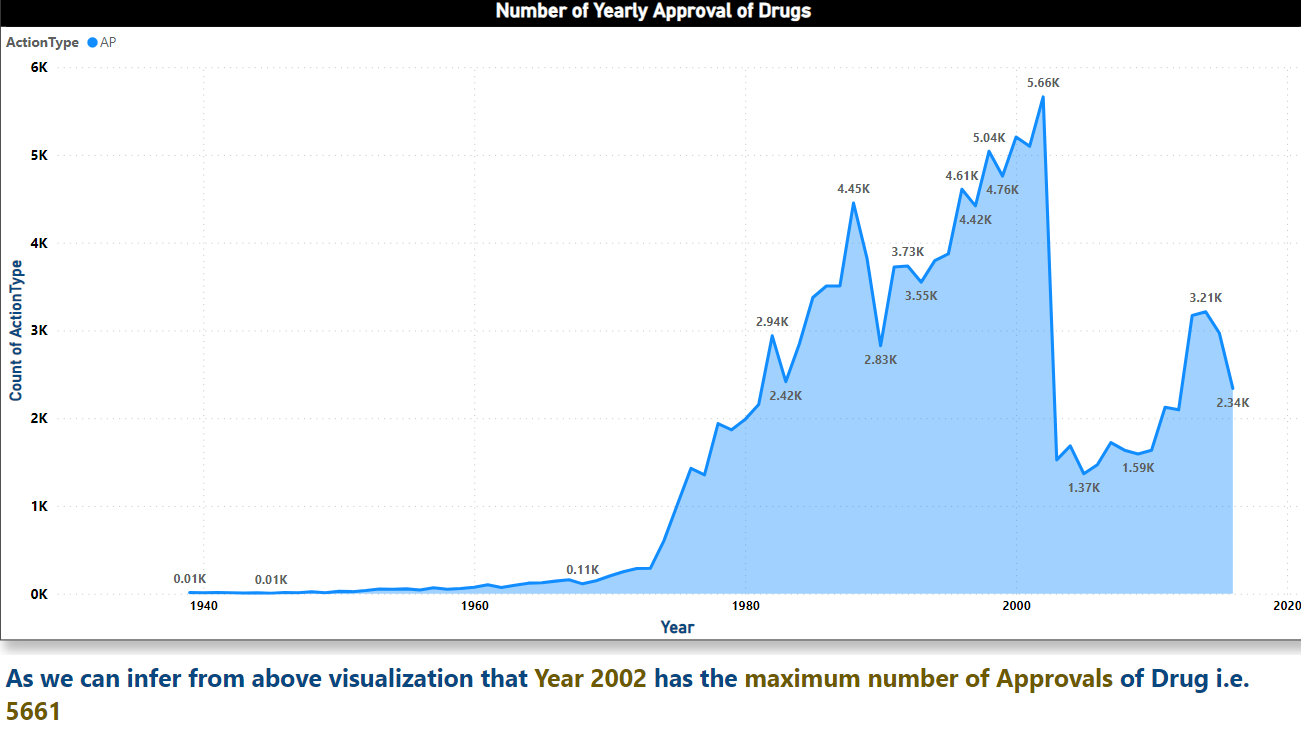 Number of Yearly Approval of Drugs
ActionType AP
6K
5.66K
5.04K
5K
4.61K
4.76K
4.45K
4.42K
4K
3.73K
3.55K
Count of ActionType
3.21K
3K
2.94K
2.83K
2.42K
2.34K
2K
1.59K
1.37K
1K
0.11K
0.01K
0.01K
0K
1940
1960
1980
2000
2020
Year
As we can infer from above visualization that Year 2002 has the maximum number of Approvals of Drug i.e.
5661